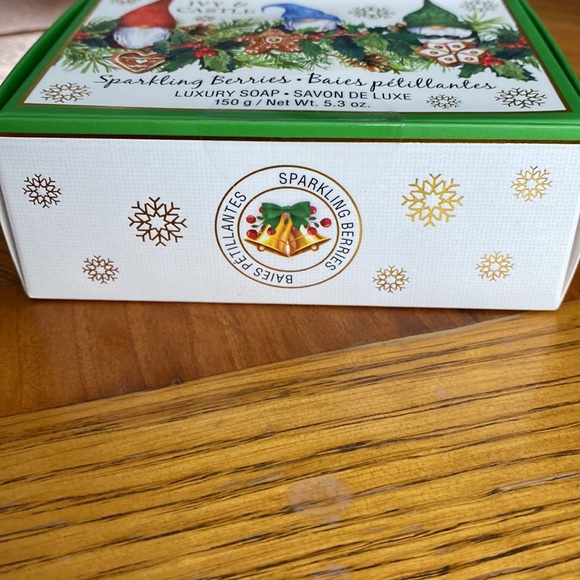 IVY &
Sparkling Berries • Baies pétillantes
LUXURY SOAP • SAVON DE LUXE
150 g / Net Wt. 5.3 oz.
SPARKLING BERRIES
BAIES PÉTILLANTES